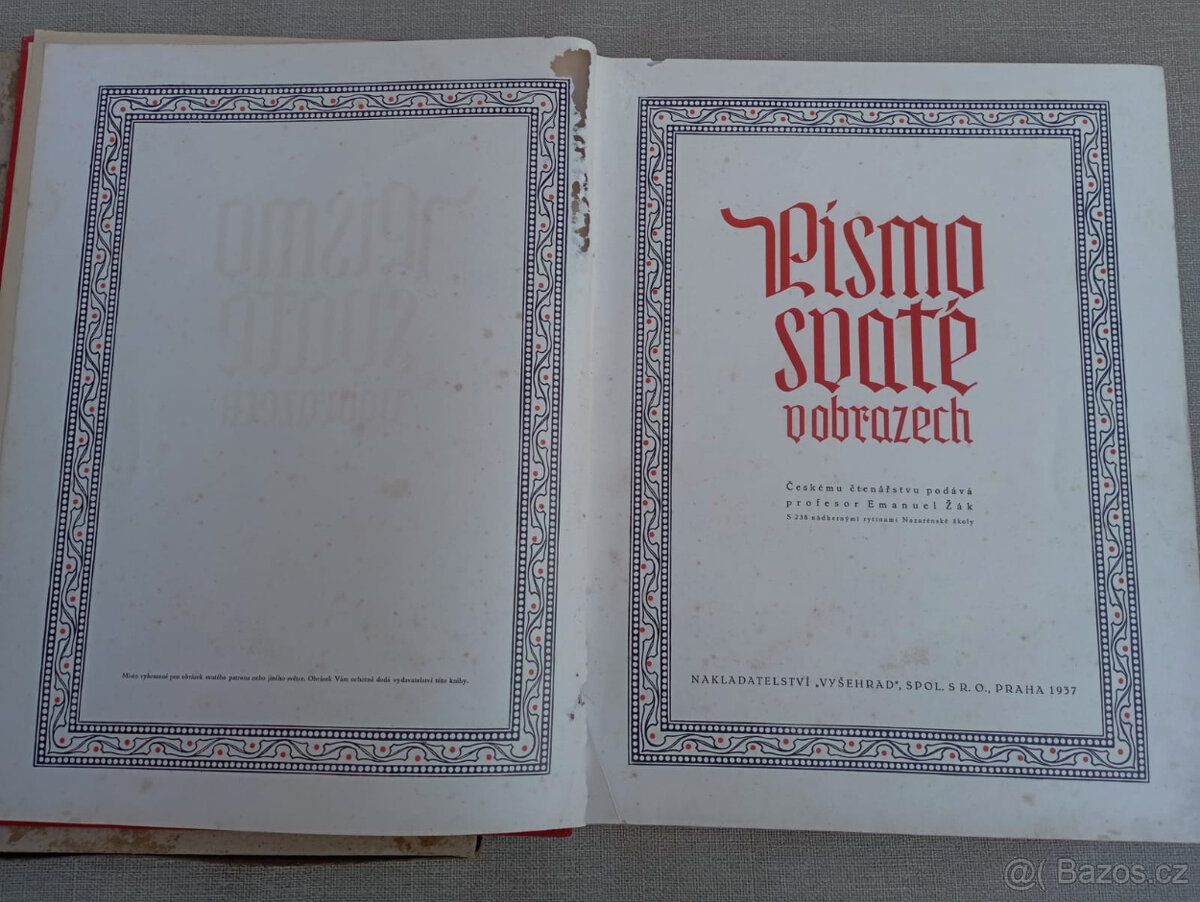 Místo vyhrazené pro obrázek svatého patrona nebo jiného světce. Obrázek Vám ochotně dodá vydavatelství této knihy.
Písmo
svaté
v obrazech
Českému čtenářstvu podává
profesor Emanuel Žák
S 238 nádhernými rytinami Nazarénské školy
NAKLADATELSTVÍ „VYŠEHRAD", SPOL. S R. O., PRAHA 1937
@( Bazos.cz